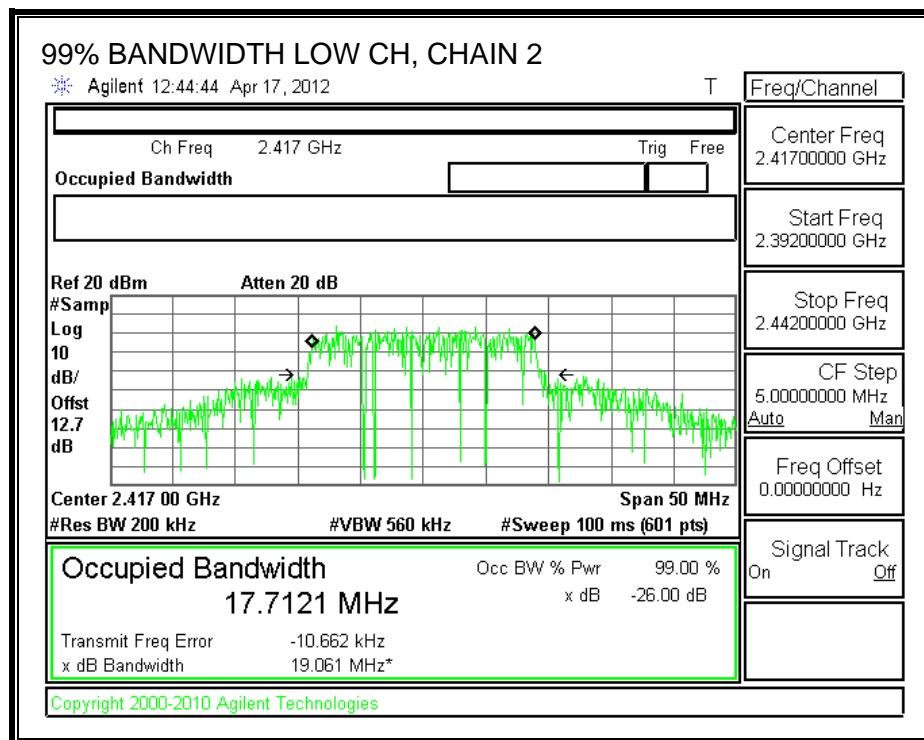 99% BANDWIDTH LOW CH, CHAIN 2
Agilent 12:44:44 Apr 17, 2012 T
Freq/Channel
Ch Freq 2.417 GHz Trig Free
Occupied Bandwidth
Center Freq
2.41700000 GHz
Start Freq
2.39200000 GHz
Stop Freq
2.44200000 GHz
CF Step
5.00000000 MHz
Auto Man
Freq Offset
0.00000000 Hz
Signal Track
On Off
Ref 20 dBm Atten 20 dB
#Samp
Log
10
dB/
Offst
12.7
dB
Center 2.417 00 GHz Span 50 MHz
#Res BW 200 kHz #VBW 560 kHz #Sweep 100 ms (601 pts)
Occupied Bandwidth
17.7121 MHz
Occ BW % Pwr 99.00 %
x dB -26.00 dB
Transmit Freq Error -10.662 kHz
x dB Bandwidth 19.061 MHz*
Copyright 2000-2010 Agilent Technologies